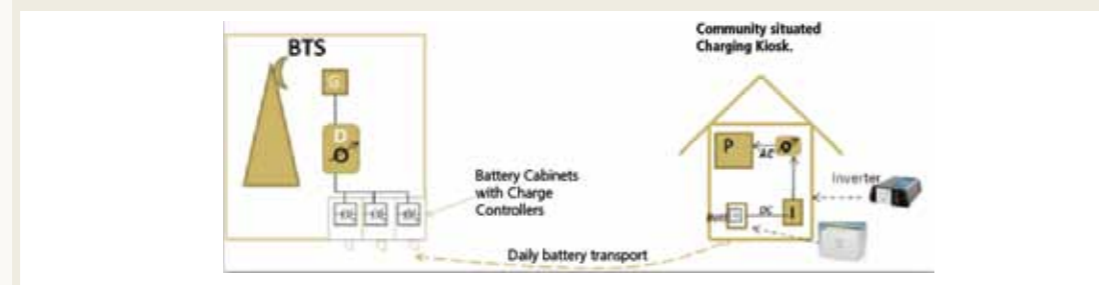 BTS
G
D
Battery Cabinets
with Charge
Controllers
Daily battery transport
Community situated
Charging Kiosk.
P
AC
Inverter
DC
I